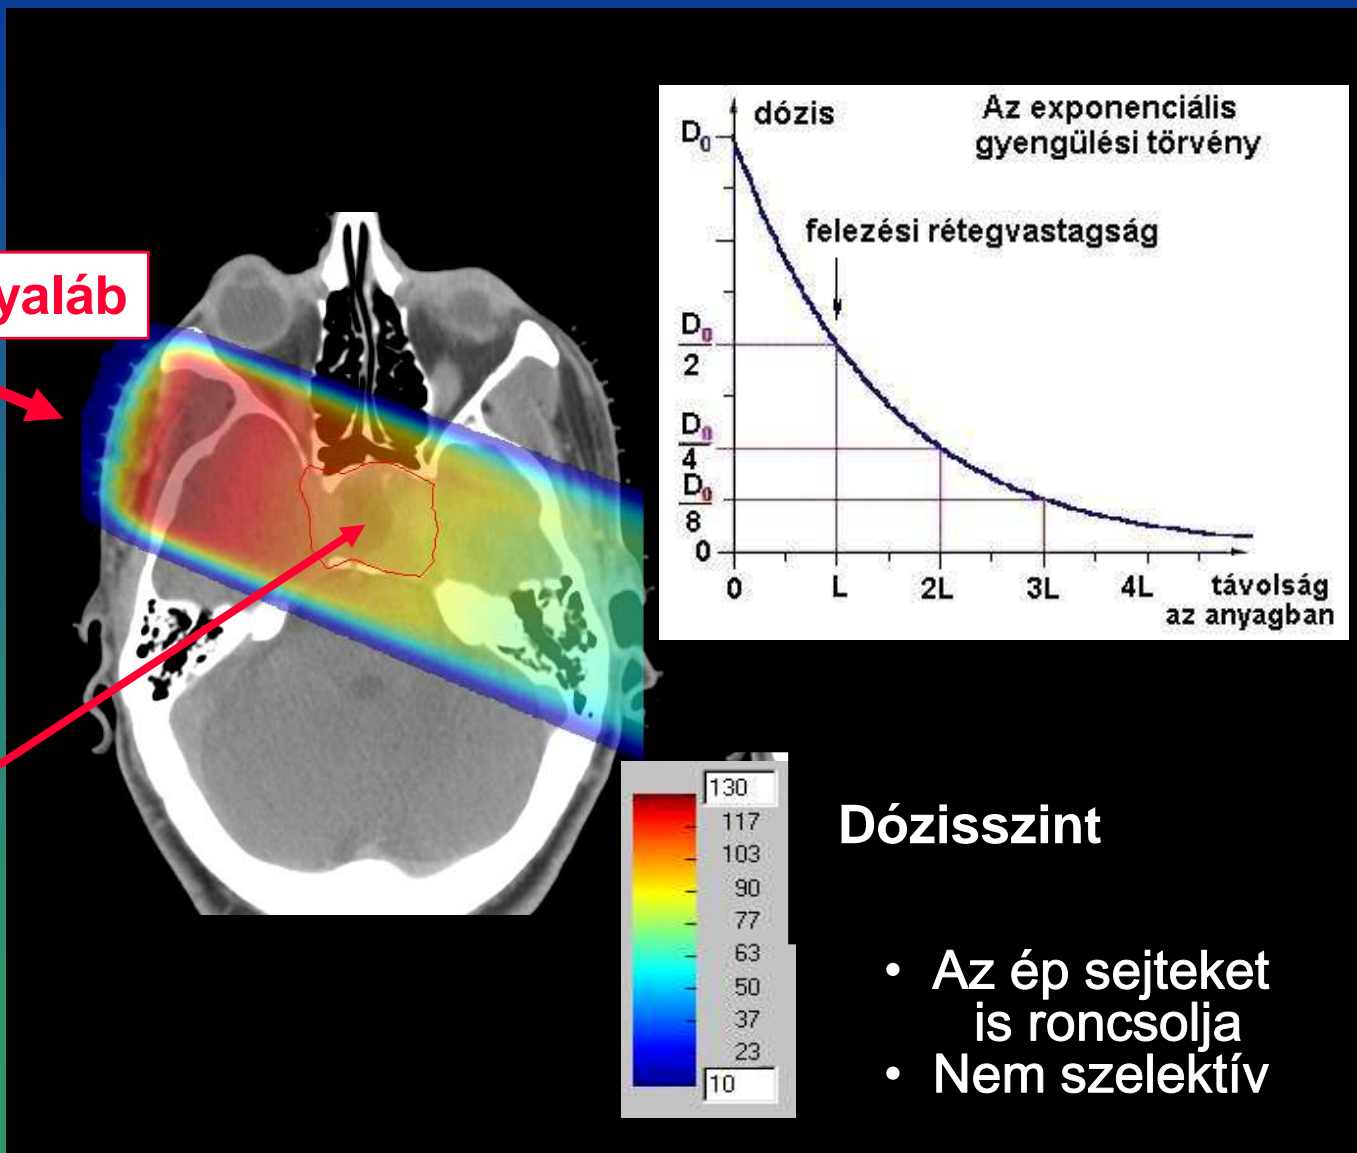 yaláb
dózis
Az exponenciális
gyengülési törvény
D0
felezési rétegvastagság
D0
2
D0
4
D0
8
0
0 L 2L 3L 4L távolság
az anyagban
130
117
103
90
77
63
50
37
23
10
Dózisszint
• Az ép sejteket
is roncsolja
• Nem szelektív